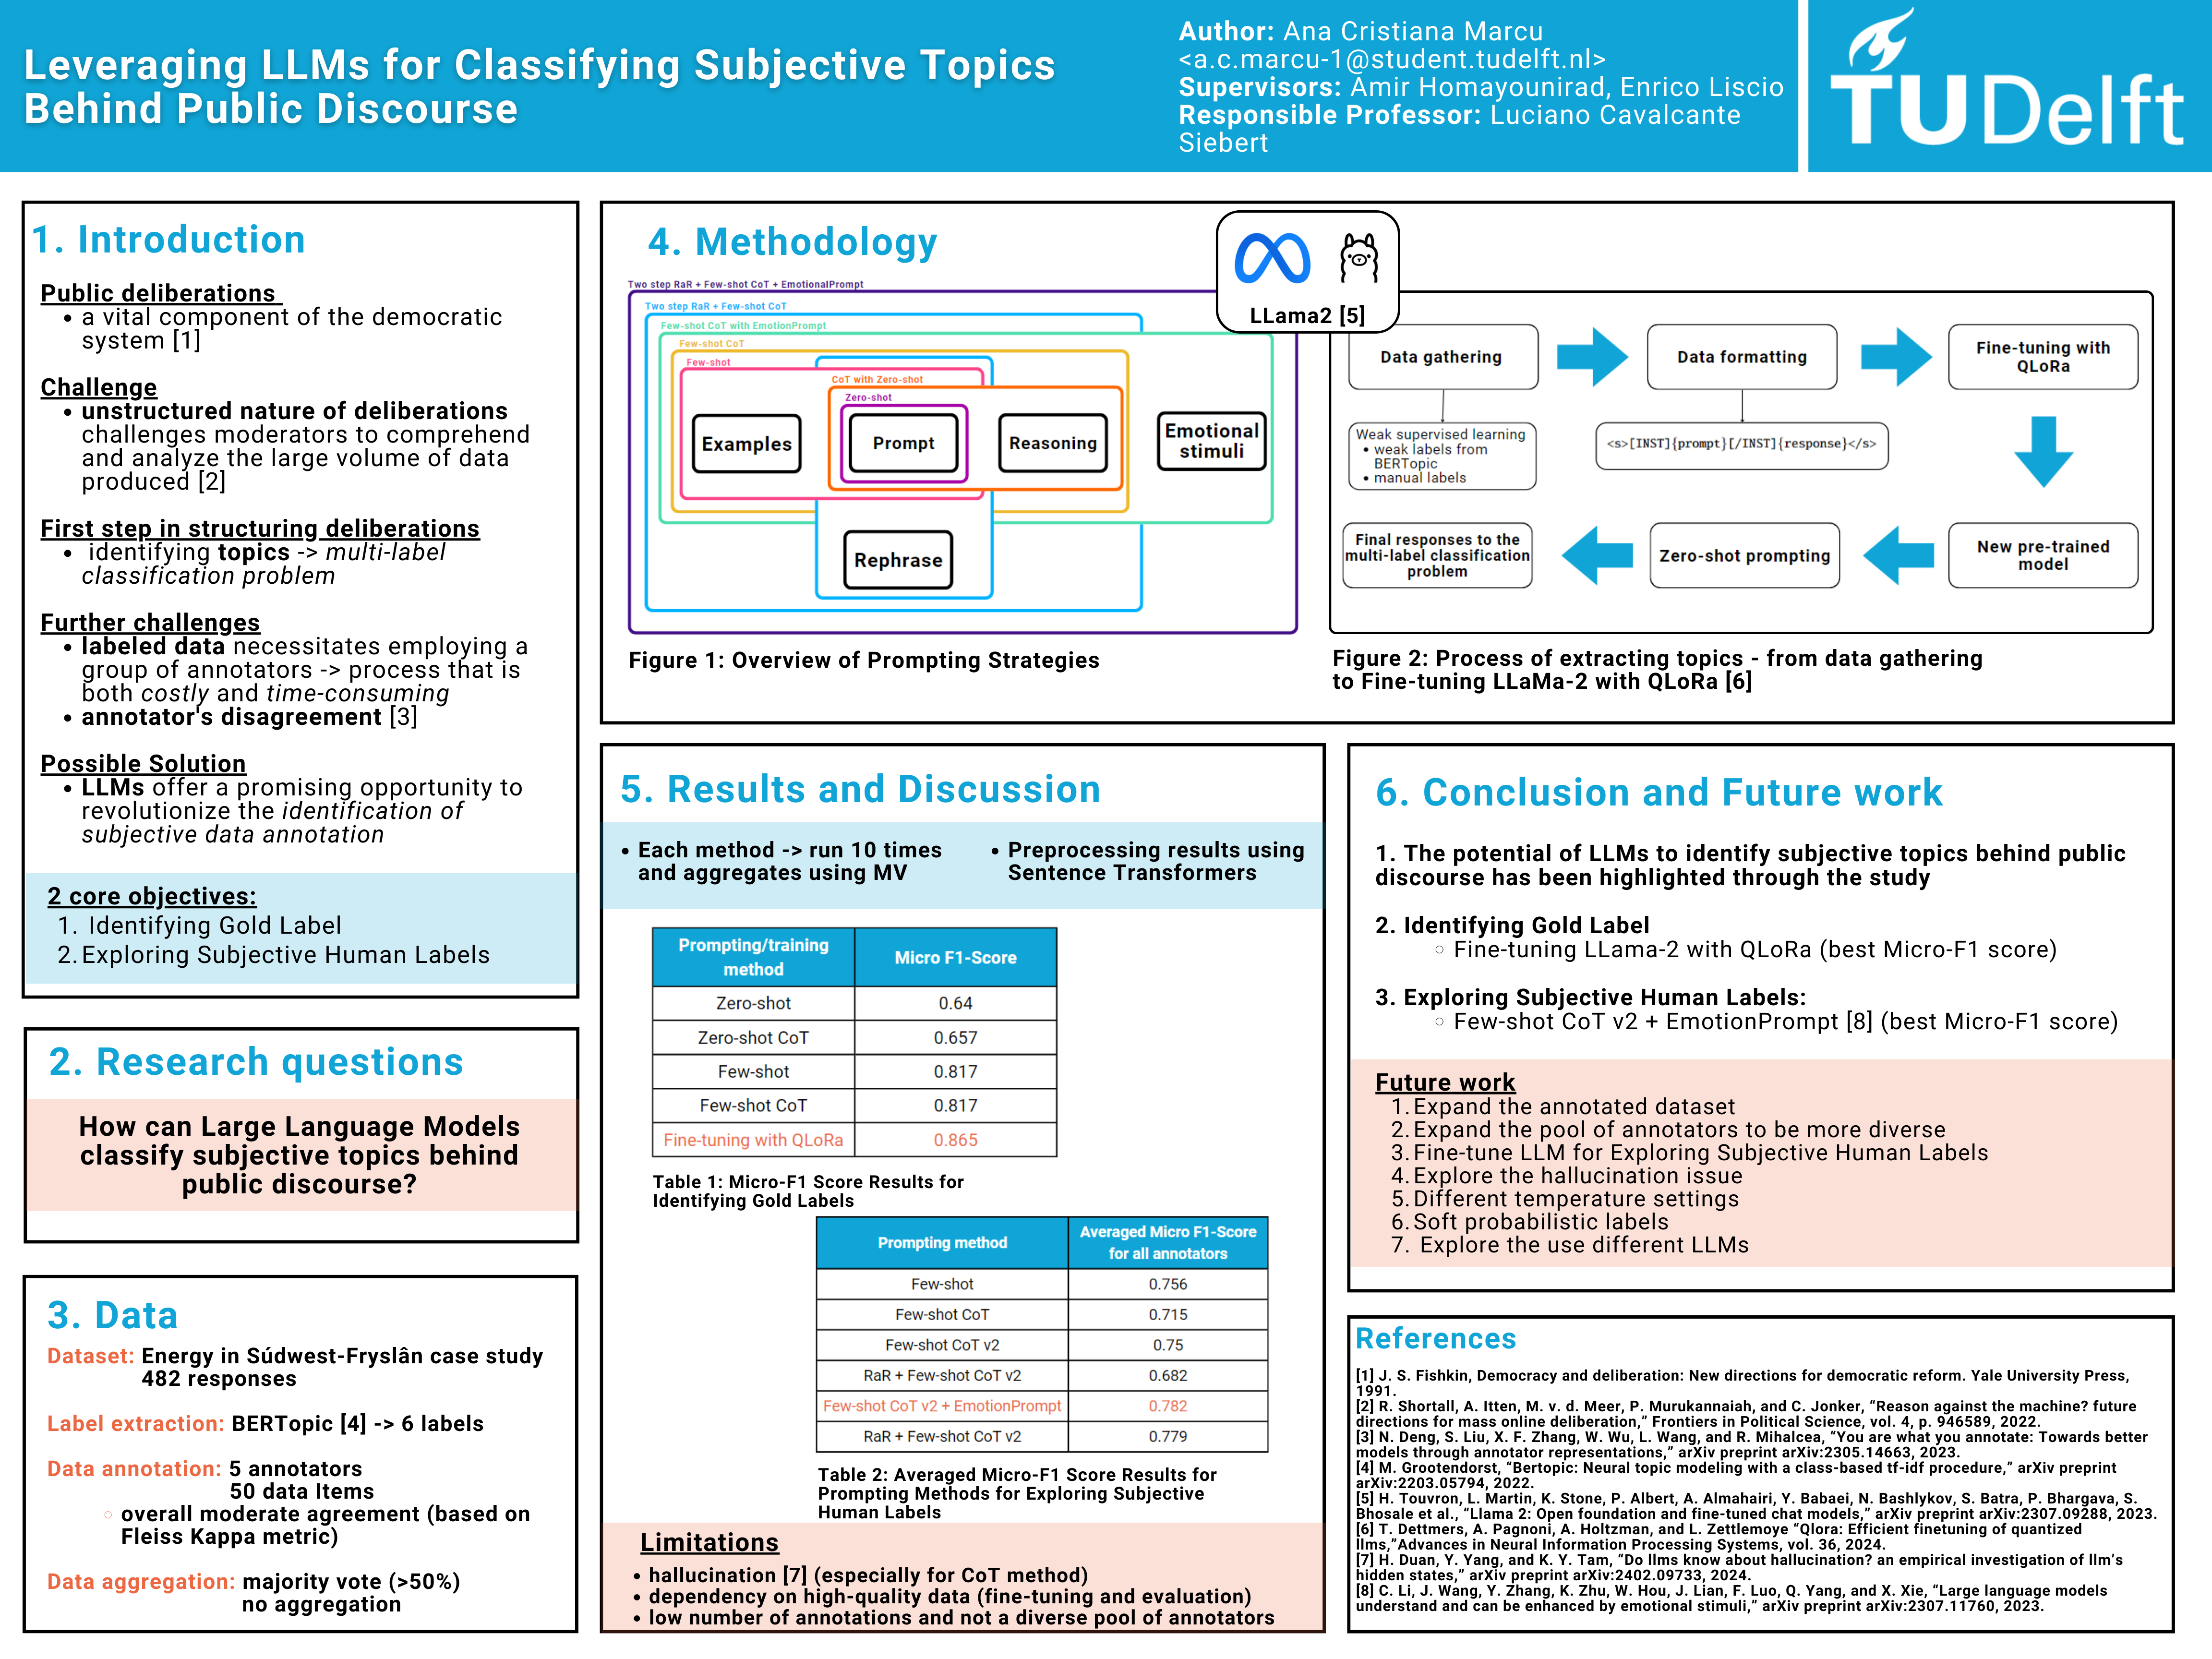 Leveraging LLMs for Classifying Subjective Topics
Behind Public Discourse
Author: Ana Cristiana Marcu
<a.c.marcu-1@student.tudelft.nl>
Supervisors: Amir Homayounirad, Enrico Liscio
Responsible Professor: Luciano Cavalcante
Siebert
TUDelft
1. Introduction
Public deliberations
• a vital component of the democratic
system [1]
Challenge
• unstructured nature of deliberations
challenges moderators to comprehend
and analyze the large volume of data
produced [2]
First step in structuring deliberations
• identifying topics -> multi-label
classification problem
Further challenges
• labeled data necessitates employing a
group of annotators -> process that is
both costly and time-consuming
• annotator's disagreement [3]
Possible Solution
• LLMs offer a promising opportunity to
revolutionize the identification of
subjective data annotation
2 core objectives:
1. Identifying Gold Label
2. Exploring Subjective Human Labels
2. Research questions
How can Large Language Models
classify subjective topics behind
public discourse?
3. Data
Dataset: Energy in Súdwest-Fryslân case study
482 responses
Label extraction: BERTopic [4] -> 6 labels
Data annotation: 5 annotators
50 data Items
○ overall moderate agreement (based on
Fleiss Kappa metric)
Data aggregation: majority vote (>50%)
no aggregation
4. Methodology
LLama2 [5]
Two step RaR + Few-shot CoT + EmotionalPrompt
Two step RaR + Few-shot CoT
Few-shot CoT with EmotionPrompt
Few-shot CoT
Few-shot
CoT with Zero-shot
Zero-shot
Examples
Prompt
Reasoning
Emotional
stimuli
Rephrase
Figure 1: Overview of Prompting Strategies
Data gathering
Data formatting
Fine-tuning with
QLoRa
Weak supervised learning
• weak labels from
BERTopic
• manual labels
<s>[INST]{prompt}[/INST]{response}</s>
Final responses to the
multi-label classification
problem
Zero-shot prompting
New pre-trained
model
Figure 2: Process of extracting topics - from data gathering
to Fine-tuning LLaMa-2 with QLoRa [6]
5. Results and Discussion
• Each method -> run 10 times
and aggregates using MV
• Preprocessing results using
Sentence Transformers
Prompting/training
method
Micro F1-Score
Zero-shot 0.64
Zero-shot CoT 0.657
Few-shot 0.817
Few-shot CoT 0.817
Fine-tuning with QLoRa 0.865
Table 1: Micro-F1 Score Results for
Identifying Gold Labels
Prompting method
Averaged Micro F1-Score
for all annotators
Few-shot 0.756
Few-shot CoT 0.715
Few-shot CoT v2 0.75
RaR + Few-shot CoT v2 0.682
Few-shot CoT v2 + EmotionPrompt 0.782
RaR + Few-shot CoT v2 0.779
Table 2: Averaged Micro-F1 Score Results for
Prompting Methods for Exploring Subjective
Human Labels
Limitations
• hallucination [7] (especially for CoT method)
• dependency on high-quality data (fine-tuning and evaluation)
• low number of annotations and not a diverse pool of annotators
6. Conclusion and Future work
1. The potential of LLMs to identify subjective topics behind public
discourse has been highlighted through the study
2. Identifying Gold Label
○ Fine-tuning LLama-2 with QLoRa (best Micro-F1 score)
3. Exploring Subjective Human Labels:
○ Few-shot CoT v2 + EmotionPrompt [8] (best Micro-F1 score)
Future work
1. Expand the annotated dataset
2. Expand the pool of annotators to be more diverse
3. Fine-tune LLM for Exploring Subjective Human Labels
4. Explore the hallucination issue
5. Different temperature settings
6. Soft probabilistic labels
7. Explore the use different LLMs
References
[1] J. S. Fishkin, Democracy and deliberation: New directions for democratic reform. Yale University Press,
1991.
[2] R. Shortall, A. Itten, M. v. d. Meer, P. Murukannaiah, and C. Jonker, “Reason against the machine? future
directions for mass online deliberation,” Frontiers in Political Science, vol. 4, p. 946589, 2022.
[3] N. Deng, S. Liu, X. F. Zhang, W. Wu, L. Wang, and R. Mihalcea, “You are what you annotate: Towards better
models through annotator representations,” arXiv preprint arXiv:2305.14663, 2023.
[4] M. Grootendorst, “Bertopic: Neural topic modeling with a class-based tf-idf procedure,” arXiv preprint
arXiv:2203.05794, 2022.
[5] H. Touvron, L. Martin, K. Stone, P. Albert, A. Almahairi, Y. Babaei, N. Bashlykov, S. Batra, P. Bhargava, S.
Bhosale et al., “Llama 2: Open foundation and fine-tuned chat models,” arXiv preprint arXiv:2307.09288, 2023.
[6] T. Dettmers, A. Pagnoni, A. Holtzman, and L. Zettlemoye “Qlora: Efficient finetuning of quantized
llms,”Advances in Neural Information Processing Systems, vol. 36, 2024.
[7] H. Duan, Y. Yang, and K. Y. Tam, “Do llms know about hallucination? an empirical investigation of llm’s
hidden states,” arXiv preprint arXiv:2402.09733, 2024.
[8] C. Li, J. Wang, Y. Zhang, K. Zhu, W. Hou, J. Lian, F. Luo, Q. Yang, and X. Xie, “Large language models
understand and can be enhanced by emotional stimuli,” arXiv preprint arXiv:2307.11760, 2023.